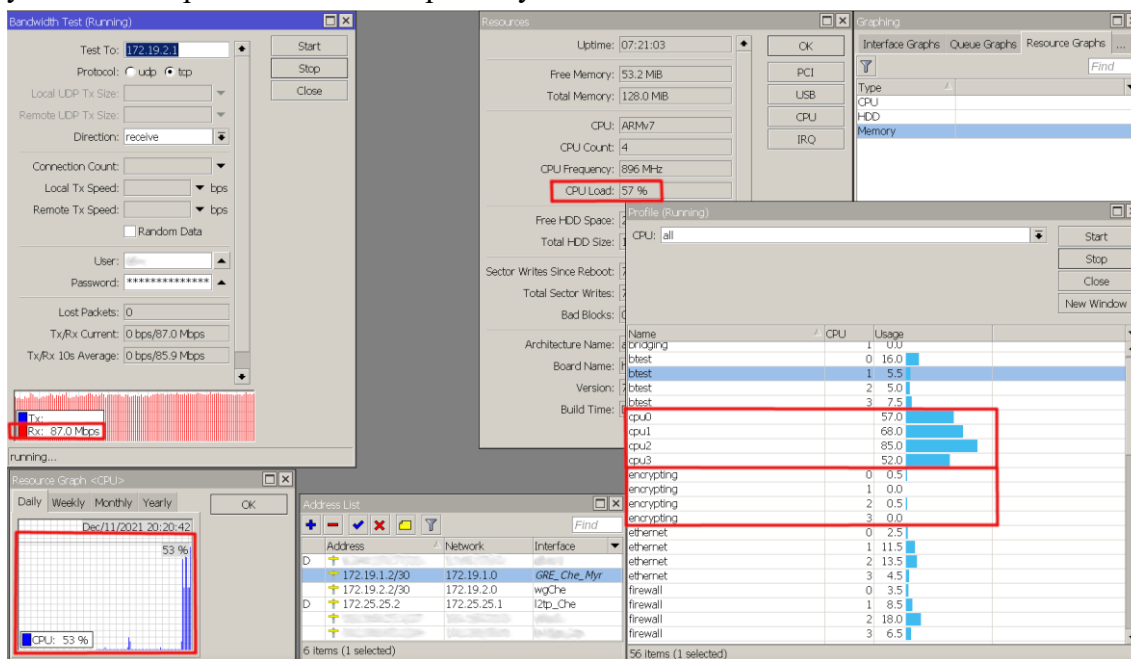 Bandwidth Test (Running)
Test To: 172.19.2.1
Protocol: udp tcp
Local UDP Tx Size:
Remote UDP Tx Size:
Direction: receive
Connection Count:
Local Tx Speed: bps
Remote Tx Speed: bps
Random Data
User:
Password: **************
Lost Packets: 0
Tx/Rx Current: 0 bps/87.0 Mbps
Tx/Rx 10s Average: 0 bps/85.9 Mbps
Start
Stop
Close
Tx:
Rx: 87.0 Mbps
running...
Resources
Uptime: 07:21:03
Free Memory: 53.2 MiB
Total Memory: 128.0 MiB
CPU: ARMv7
CPU Count: 4
CPU Frequency: 896 MHz
CPU Load: 57 %
Free HDD Space:
Total HDD Size:
Sector Writes Since Reboot:
Total Sector Writes:
Bad Blocks:
Architecture Name:
Board Name:
Version:
Build Time:
OK
PCI
USB
CPU
IRQ
Graphing
Interface Graphs Queue Graphs Resource Graphs ...
Find
Type
CPU
HDD
Memory
Profile (Running)
CPU: all
Start
Stop
Close
New Window
Name CPU Usage
bridging 1 0.0
btest 0 16.0
btest 1 5.5
btest 2 5.0
btest 3 7.5
cpu0 57.0
cpu1 68.0
cpu2 85.0
cpu3 52.0
encrypting 0 0.5
encrypting 1 0.0
encrypting 2 0.5
encrypting 3 0.0
ethernet 0 2.5
ethernet 1 11.5
ethernet 2 13.5
ethernet 3 4.5
firewall 0 3.5
firewall 1 8.5
firewall 2 18.0
firewall 3 6.5
56 items (1 selected)
Resource Graph <CPU>
Daily Weekly Monthly Yearly
OK
Dec/11/2021 20:20:42
53 %
CPU: 53 %
Address List
Find
Address Network Interface
D
172.19.1.2/30 172.19.1.0 GRE_Che_Myr
172.19.2.2/30 172.19.2.0 wgChe
D 172.25.25.2 172.25.25.1 l2tp_Che
6 items (1 selected)